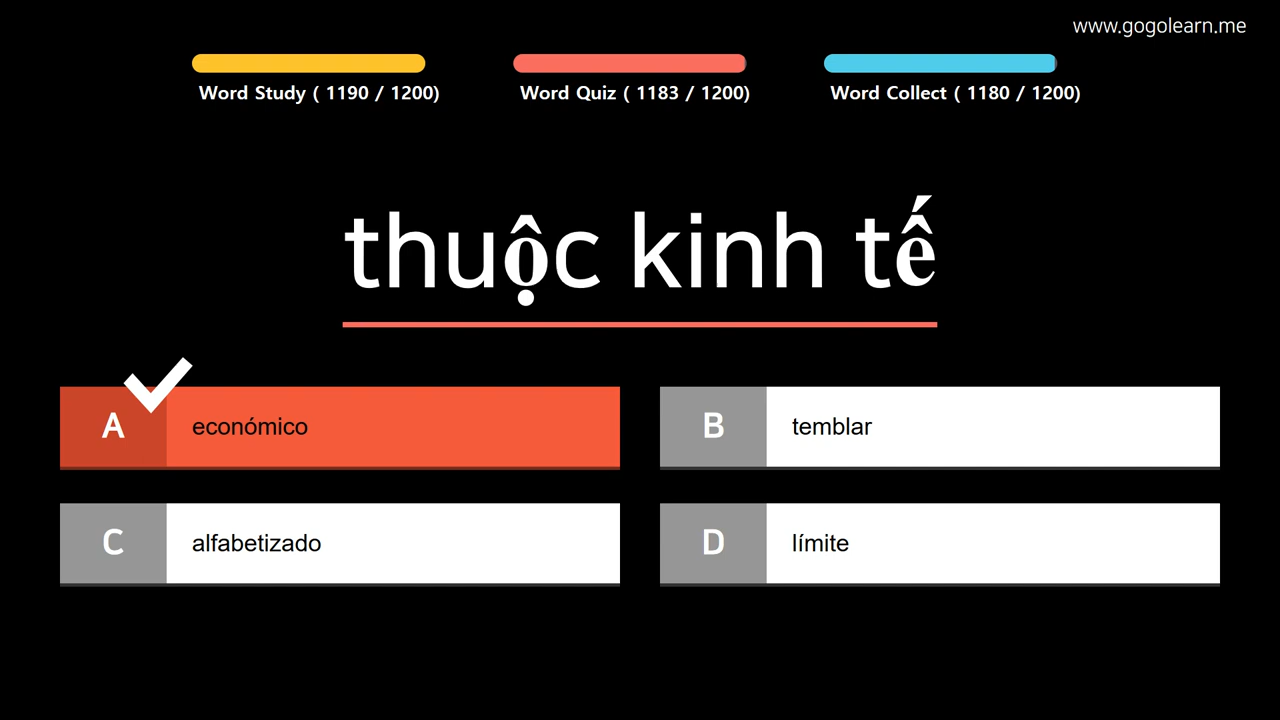 www.gogolearn.me
Word Study ( 1190 / 1200)
Word Quiz ( 1183 / 1200)
Word Collect ( 1180 / 1200)
thuộc kinh tế
A económico
B temblar
C alfabetizado
D límite